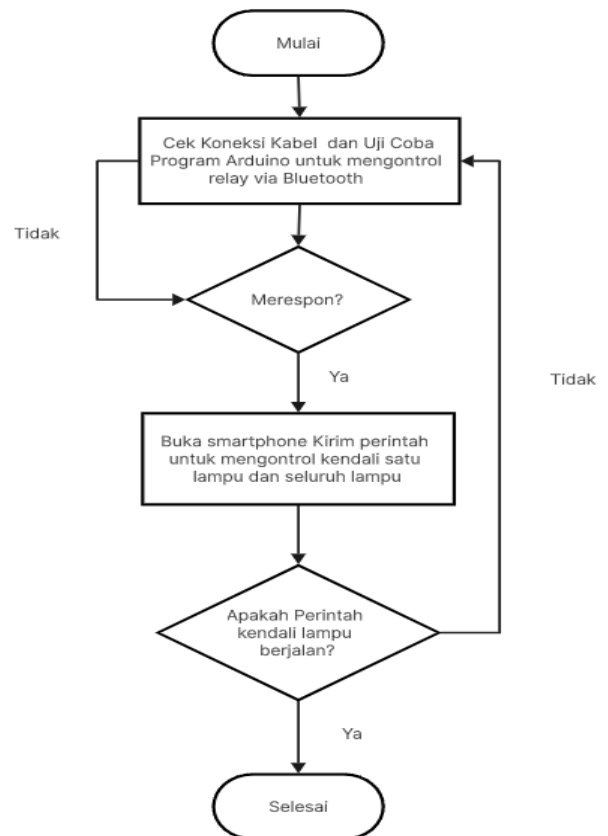 Mulai
Cek Koneksi Kabel dan Uji Coba
Program Arduino untuk mengontrol
relay via Bluetooth
Tidak
Merespon?
Ya
Tidak
Buka smartphone Kirim perintah
untuk mengontrol kendali satu
lampu dan seluruh lampu
Apakah Perintah
kendali lampu
berjalan?
Ya
Selesai